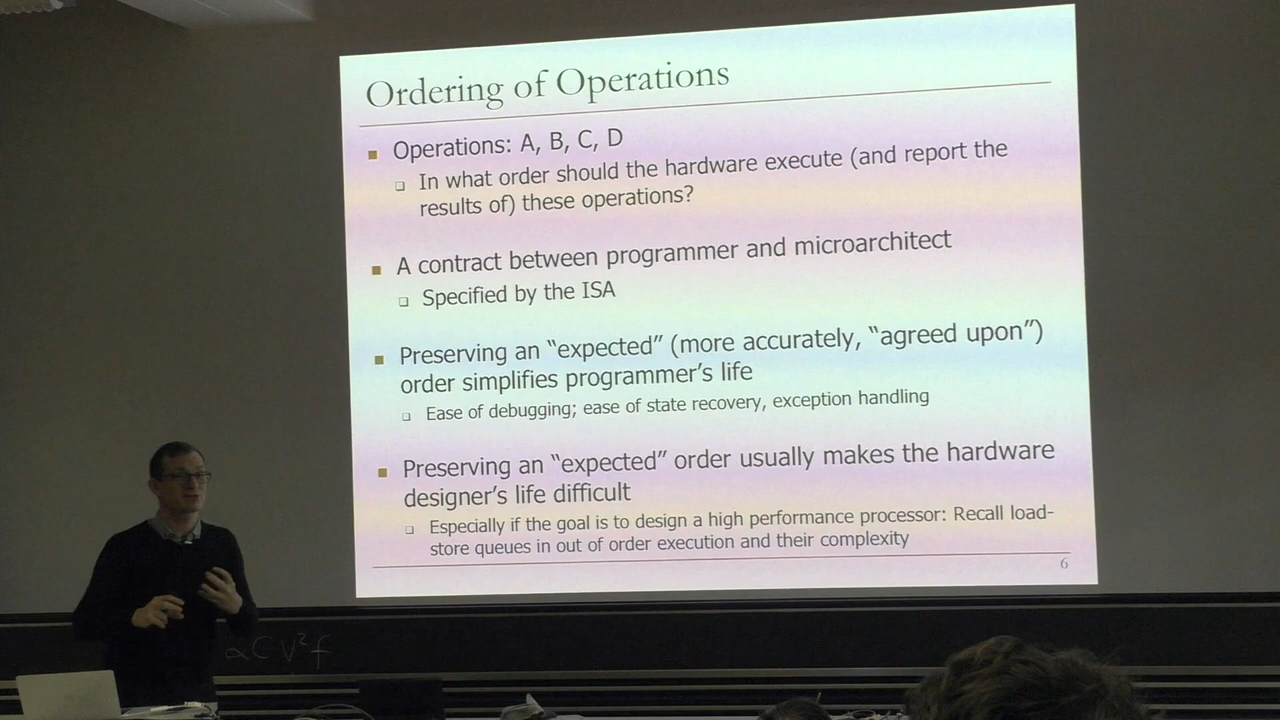 Ordering of Operations
Operations: A, B, C, D
In what order should the hardware execute (and report the
results of) these operations?
A contract between programmer and microarchitect
Specified by the ISA
Preserving an “expected” (more accurately, “agreed upon”)
order simplifies programmer’s life
Ease of debugging; ease of state recovery, exception handling
Preserving an “expected” order usually makes the hardware
designer’s life difficult
Especially if the goal is to design a high performance processor: Recall load-
store queues in out of order execution and their complexity
6
αCV²f